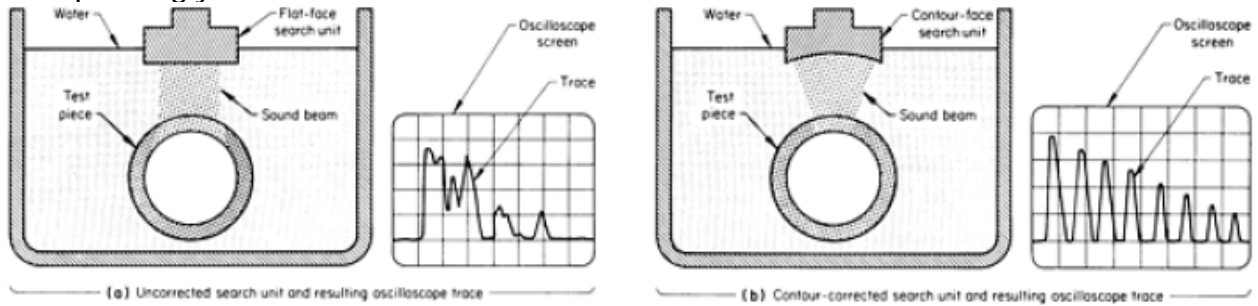 Water
Flat-face
search unit
Oscilloscope
screen
Test
piece
Sound beam
Trace
(a) Uncorrected search unit and resulting oscilloscope trace
Water
Contour-face
search unit
Oscilloscope
screen
Test
piece
Sound beam
Trace
(b) Contour-corrected search unit and resulting oscilloscope trace